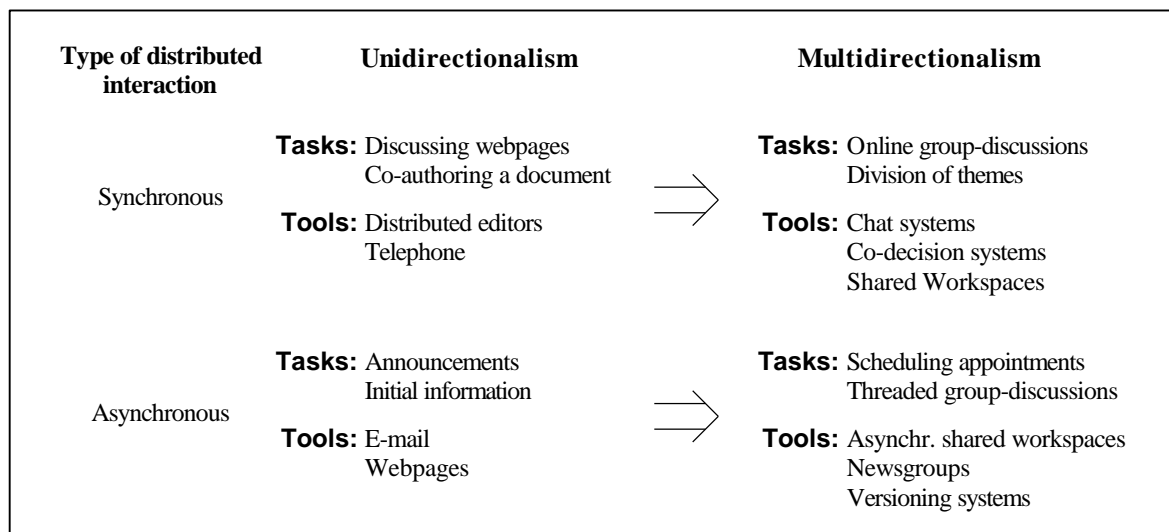 Type of distributed
interaction
Unidirectionalism
Multidirectionalism
Synchronous
Tasks: Discussing webpages
Co-authoring a document
Tools: Distributed editors
Telephone
Tasks: Online group-discussions
Division of themes
Tools: Chat systems
Co-decision systems
Shared Workspaces
Asynchronous
Tasks: Announcements
Initial information
Tools: E-mail
Webpages
Tasks: Scheduling appointments
Threaded group-discussions
Tools: Asynchr. shared workspaces
Newsgroups
Versioning systems